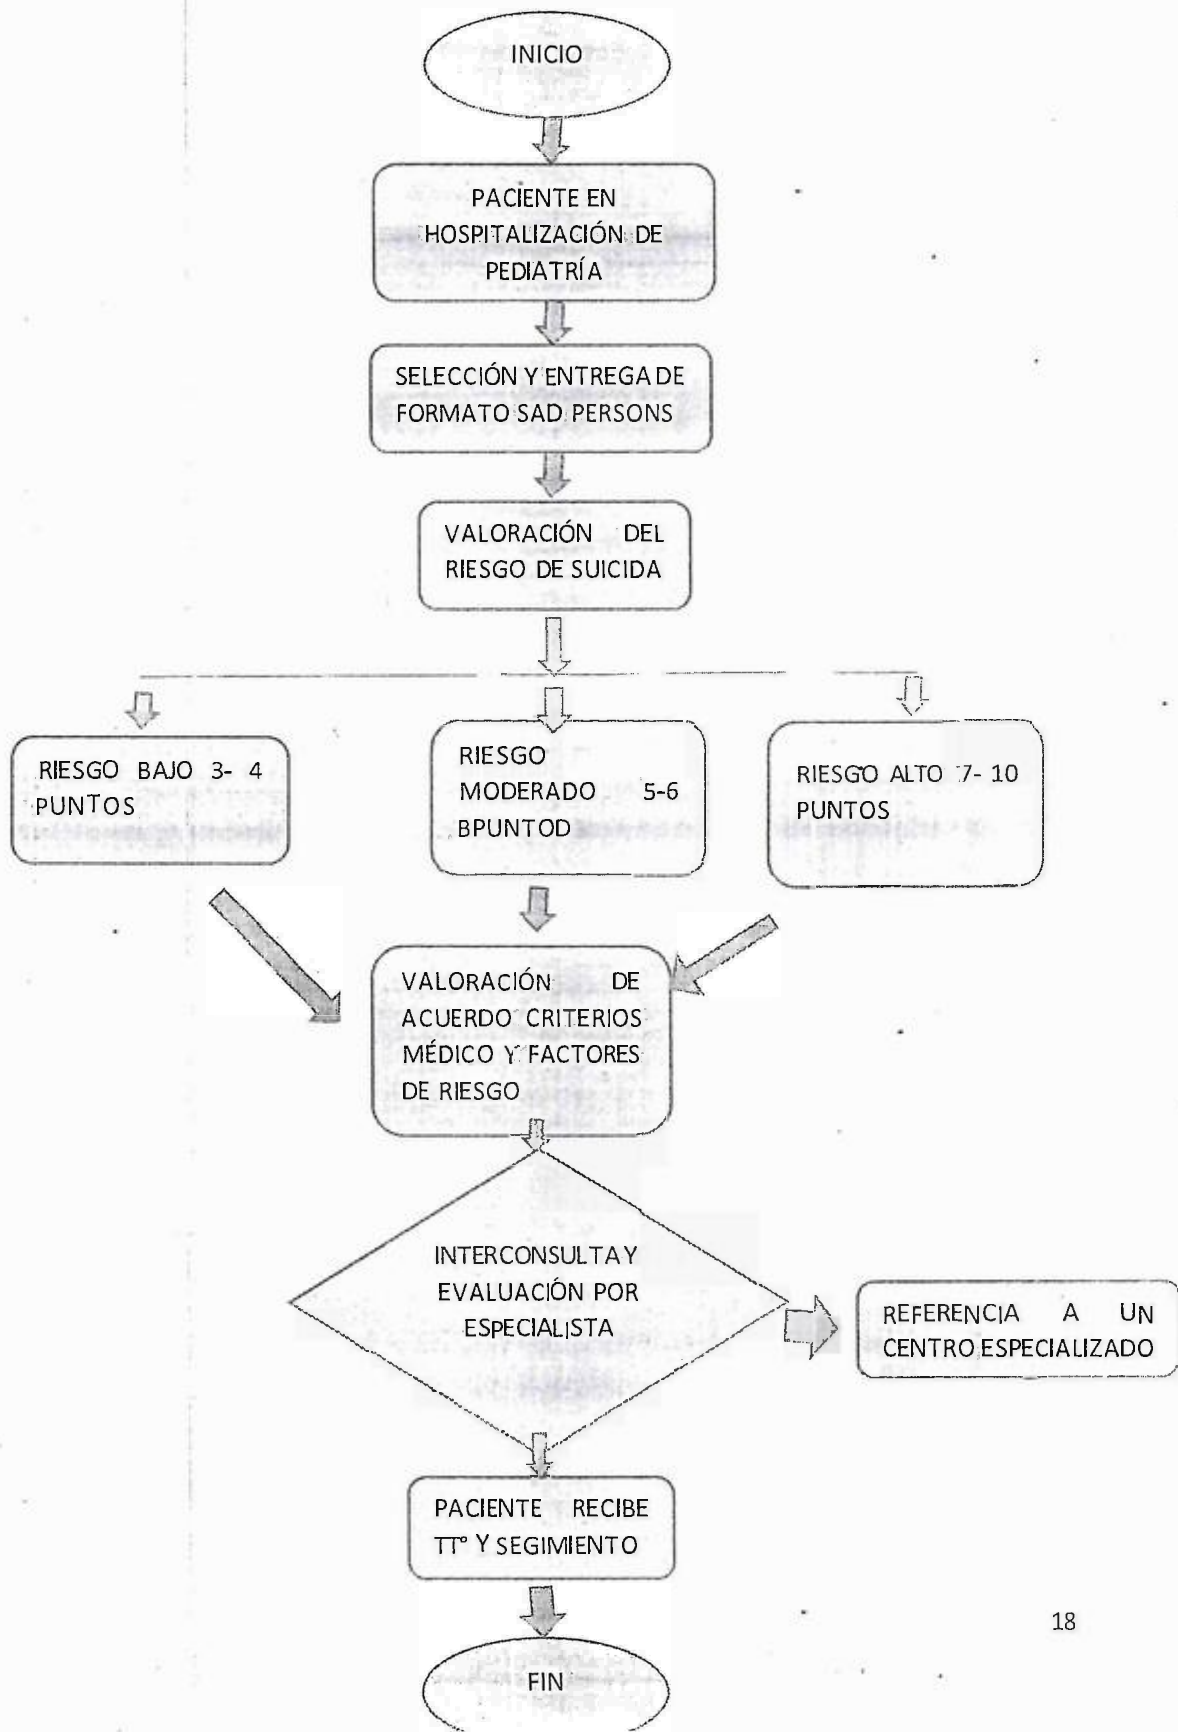 INICIO
PACIENTE EN
HOSPITALIZACIÓN DE
PEDIATRÍA
SELECCIÓN Y ENTREGA DE
FORMATO SAD PERSONS
VALORACIÓN DEL
RIESGO DE SUICIDA
RIESGO BAJO 3- 4
PUNTOS
RIESGO
MODERADO 5-6
BPUNTOD
RIESGO ALTO 7- 10
PUNTOS
VALORACIÓN DE
ACUERDO CRITERIOS
MÉDICO Y FACTORES
DE RIESGO
INTERCONSULTA Y
EVALUACIÓN POR
ESPECIALISTA
REFERENCIA A UN
CENTRO ESPECIALIZADO
PACIENTE RECIBE
TT° Y SEGIMIENTO
18
FIN